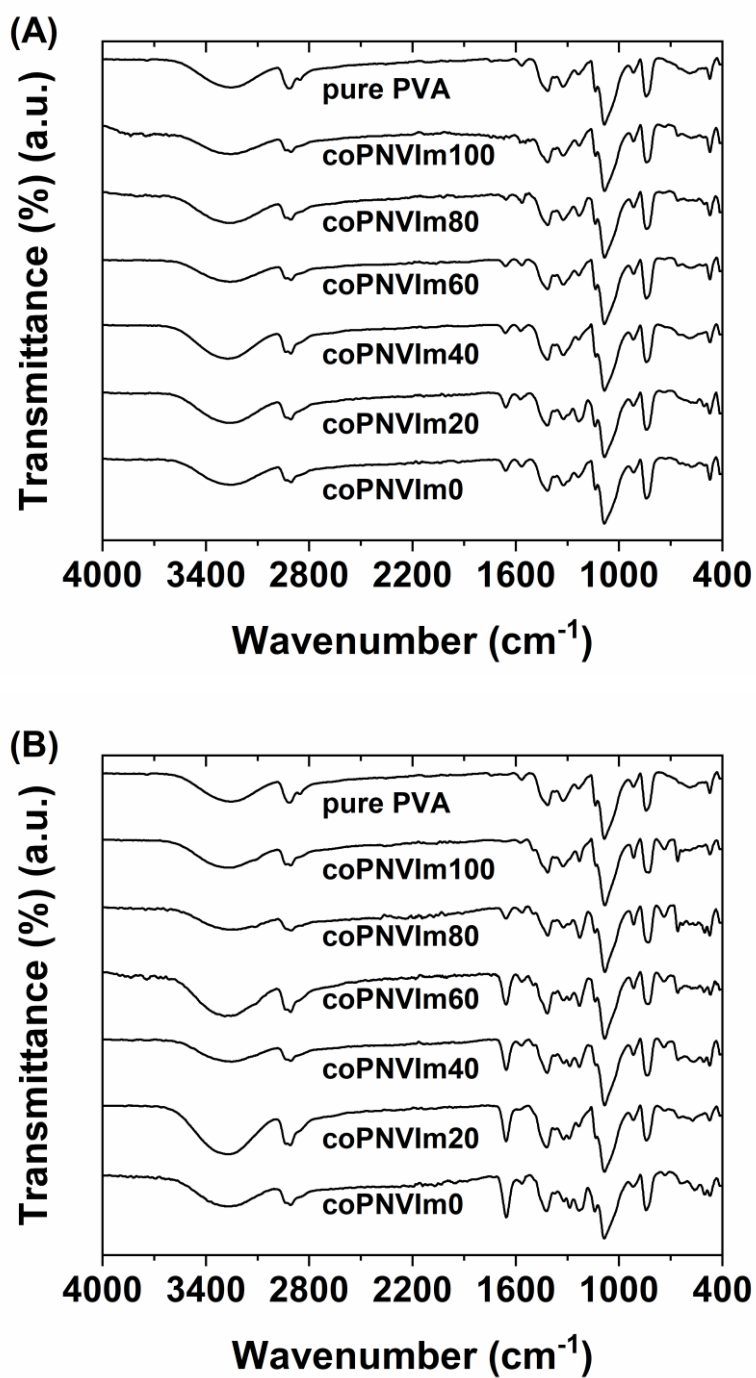 (A)
Transmittance (%) (a.u.)
pure PVA
coPNVIm100
coPNVIm80
coPNVIm60
coPNVIm40
coPNVIm20
coPNVIm0
4000 3400 2800 2200 1600 1000 400
Wavenumber (cm⁻¹)
(B)
Transmittance (%) (a.u.)
pure PVA
coPNVIm100
coPNVIm80
coPNVIm60
coPNVIm40
coPNVIm20
coPNVIm0
4000 3400 2800 2200 1600 1000 400
Wavenumber (cm⁻¹)